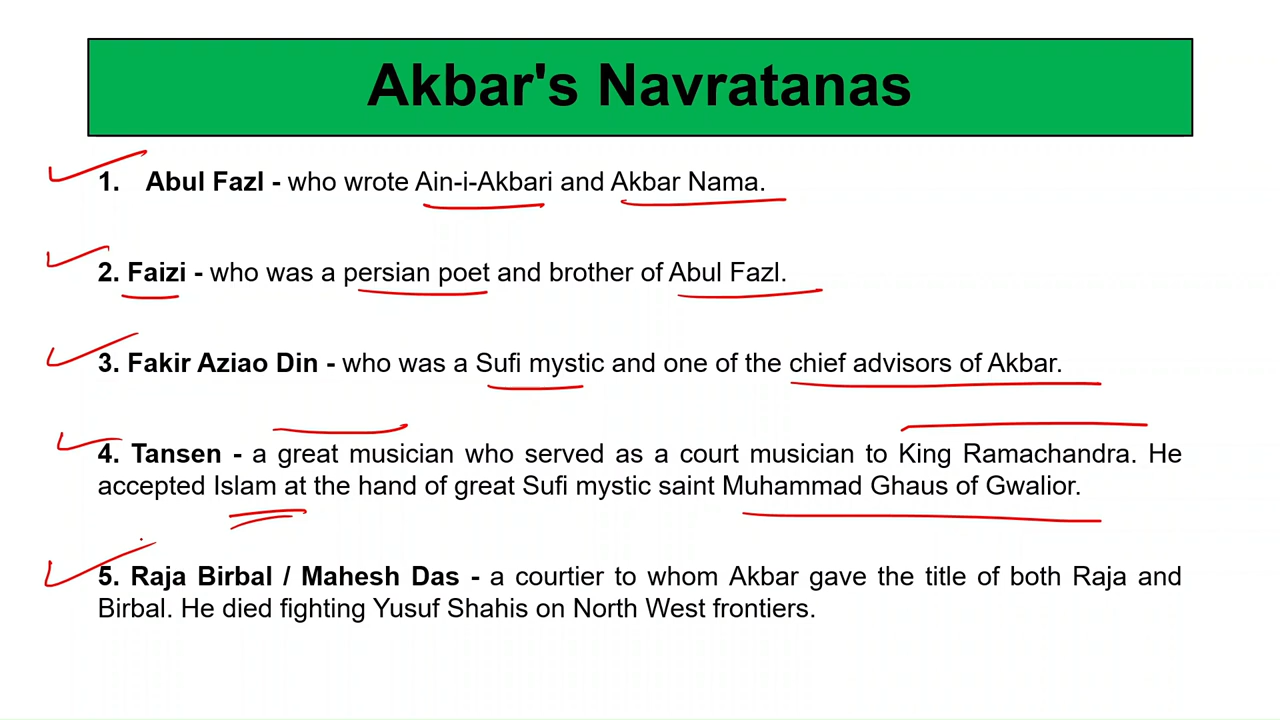 Akbar's Navratanas
1. Abul Fazl - who wrote Ain-i-Akbari and Akbar Nama.
2. Faizi - who was a persian poet and brother of Abul Fazl.
3. Fakir Aziao Din - who was a Sufi mystic and one of the chief advisors of Akbar.
4. Tansen - a great musician who served as a court musician to King Ramachandra. He
accepted Islam at the hand of great Sufi mystic saint Muhammad Ghaus of Gwalior.
5. Raja Birbal / Mahesh Das - a courtier to whom Akbar gave the title of both Raja and
Birbal. He died fighting Yusuf Shahis on North West frontiers.